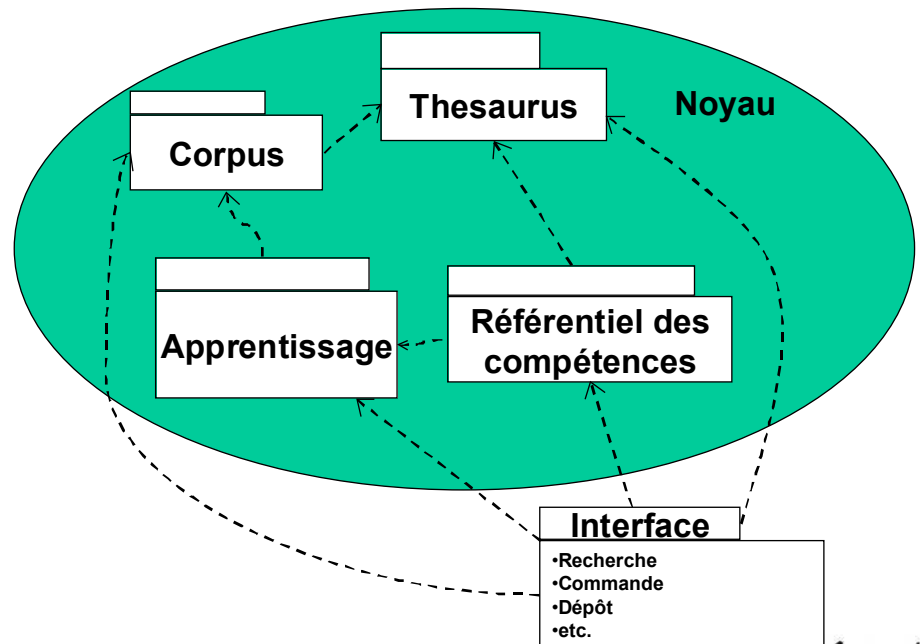 Thesaurus
Noyau
Corpus
Apprentissage
Référentiel des
compétences
Interface
•Recherche
•Commande
•Dépôt
•etc.